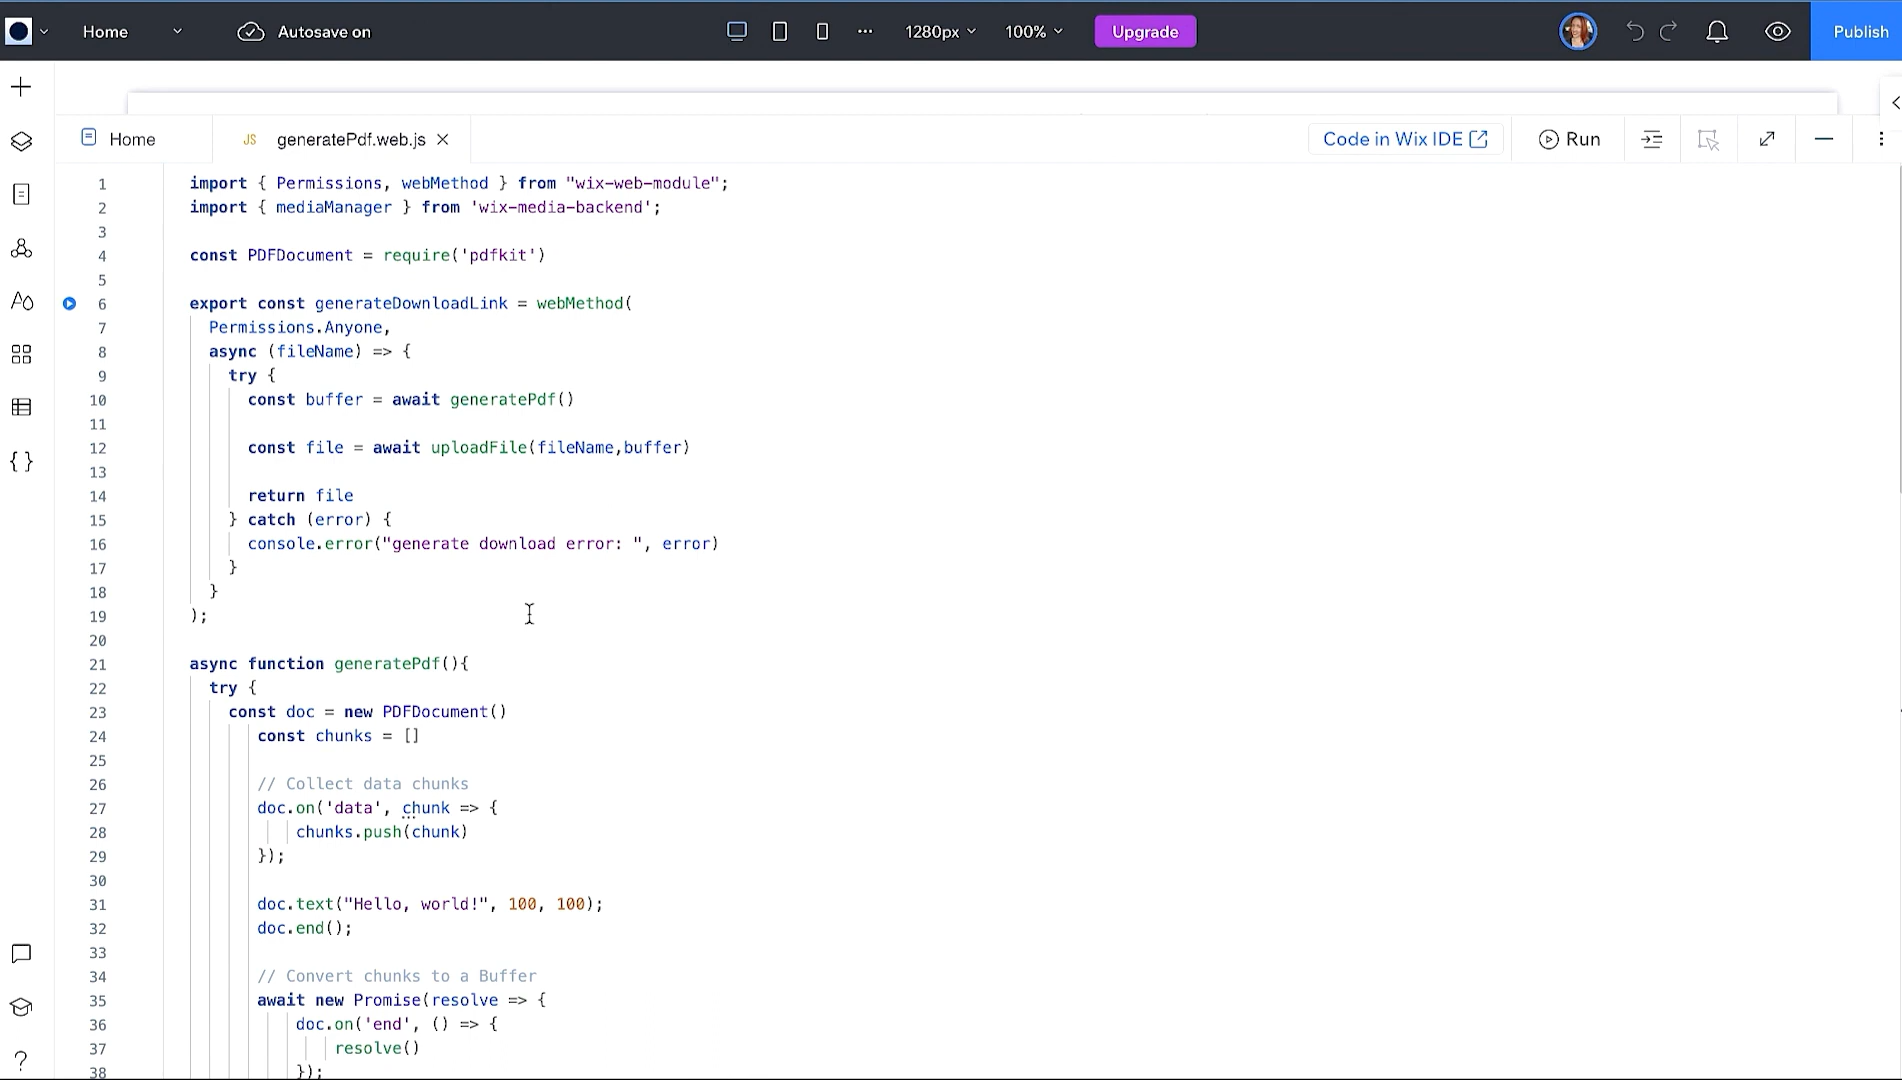 Home
Autosave on
1280px
100%
Upgrade
Publish
Home
JS generatePdf.web.js
Code in Wix IDE
Run
1 import { Permissions, webMethod } from "wix-web-module";
2 import { mediaManager } from 'wix-media-backend';
3
4 const PDFDocument = require('pdfkit')
5
6 export const generateDownloadLink = webMethod(
7 Permissions.Anyone,
8 async (fileName) => {
9 try {
10 const buffer = await generatePdf()
11
12 const file = await uploadFile(fileName,buffer)
13
14 return file
15 } catch (error) {
16 console.error("generate download error: ", error)
17 }
18 }
19 );
20
21 async function generatePdf(){
22 try {
23 const doc = new PDFDocument()
24 const chunks = []
25
26 // Collect data chunks
27 doc.on('data', chunk => {
28 chunks.push(chunk)
29 });
30
31 doc.text("Hello, world!", 100, 100);
32 doc.end();
33
34 // Convert chunks to a Buffer
35 await new Promise(resolve => {
36 doc.on('end', () => {
37 resolve()
38 });